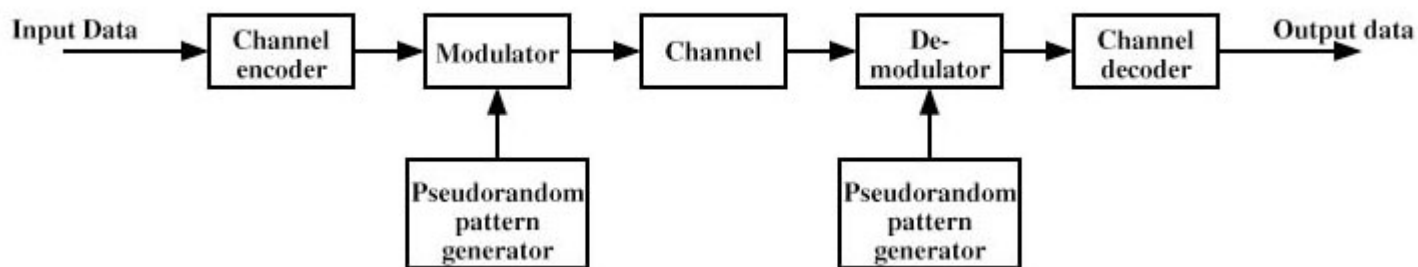 Input Data
Channel
encoder
Modulator
Channel
De-
modulator
Channel
decoder
Output data
Pseudorandom
pattern
generator
Pseudorandom
pattern
generator